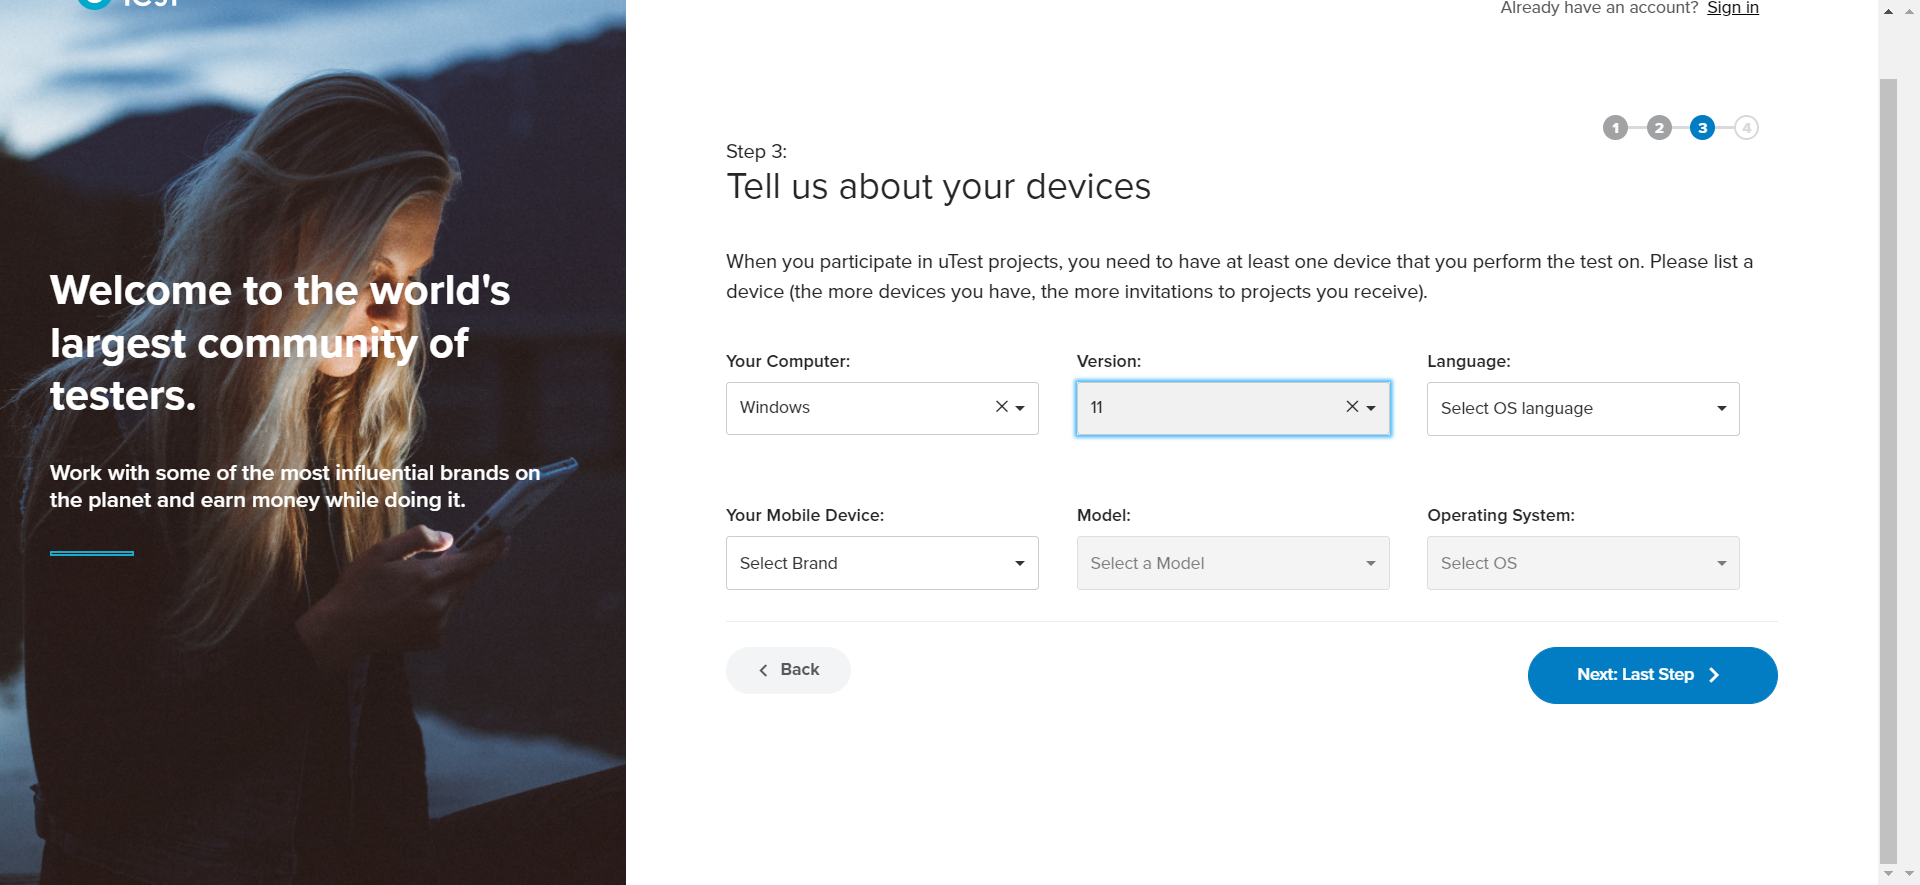 Already have an account? Sign in
1 2 3 4
Step 3:
Tell us about your devices
When you participate in uTest projects, you need to have at least one device that you perform the test on. Please list a
device (the more devices you have, the more invitations to projects you receive).
Welcome to the world's
largest community of
testers.
Work with some of the most influential brands on
the planet and earn money while doing it.
Your Computer: Version: Language:
Windows 11 Select OS language
Your Mobile Device: Model: Operating System:
Select Brand Select a Model Select OS
Back Next: Last Step